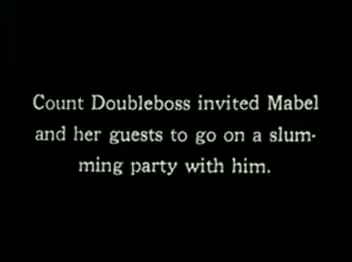 Count Doubleboss invited Mabel
and her guests to go on a slum-
ming party with him.